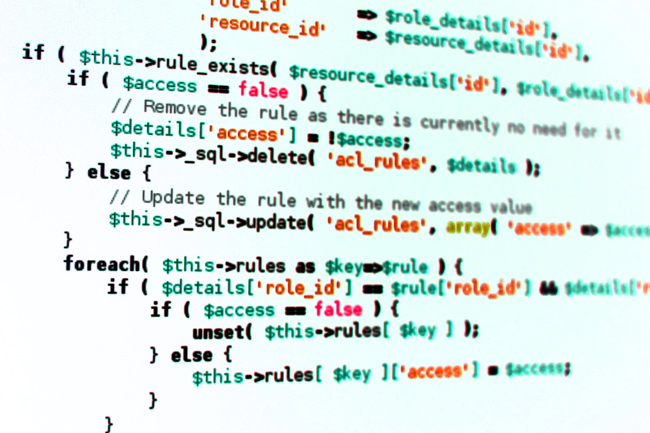 'role_id' => $role_details['id'],
'resource_id' => $resource_details['id'],
);
if ( $this->rule_exists( $resource_details['id'], $role_details['id
if ( $access == false ) {
// Remove the rule as there is currently no need for it
$details['access'] = !$access;
$this->_sql->delete( 'acl_rules', $details );
} else {
// Update the rule with the new access value
$this->_sql->update( 'acl_rules', array( 'access' => $acces
}
foreach( $this->rules as $key=>$rule ) {
if ( $details['role_id'] == $rule['role_id'] && $details['r
if ( $access == false ) {
unset( $this->rules[ $key ] );
} else {
$this->rules[ $key ]['access'] = $access;
}
}